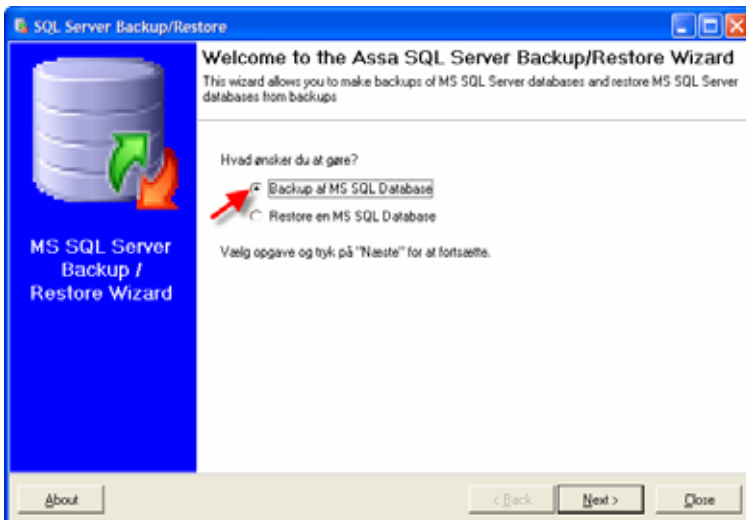 SQL Server Backup/Restore
Welcome to the Assa SQL Server Backup/Restore Wizard
This wizard allows you to make backups of MS SQL Server databases and restore MS SQL Server
databases from backups
Hvad ønsker du at gøre?
Backup af MS SQL Database
Restore en MS SQL Database
Vælg opgave og tryk på "Næste" for at fortsætte.
MS SQL Server
Backup /
Restore Wizard
About
< Back
Next >
Close